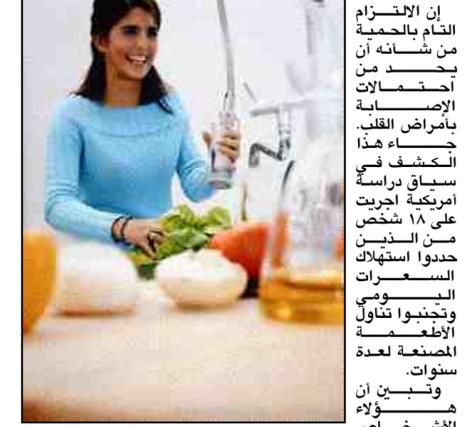 إن الالتزام
التام بالحمية
من شأنه أن
يحد من
احتمالات
الإصابة
بأمراض القلب.
جاء هذا
الكشف في
سياق دراسة
أمريكية اجريت
على ١٨ شخص
من الذين
حددوا استهلاك
السعرات
اليومي
وتجنبوا تناول
الأطعمة
المصنعة لعدة
سنوات.
وتبين أن
هؤلاء